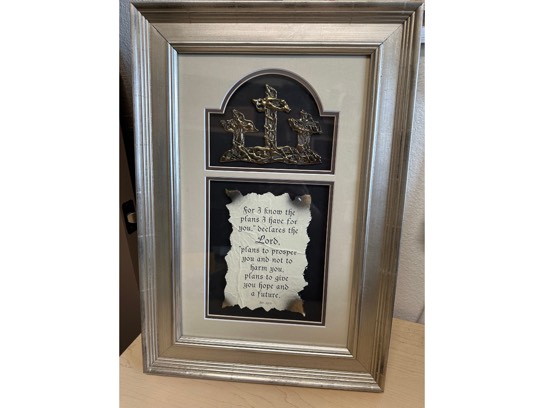 For I know the
plans I have for
you," declares the
Lord,
"plans to prosper
you and not to
harm you,
plans to give
you hope and
a future.